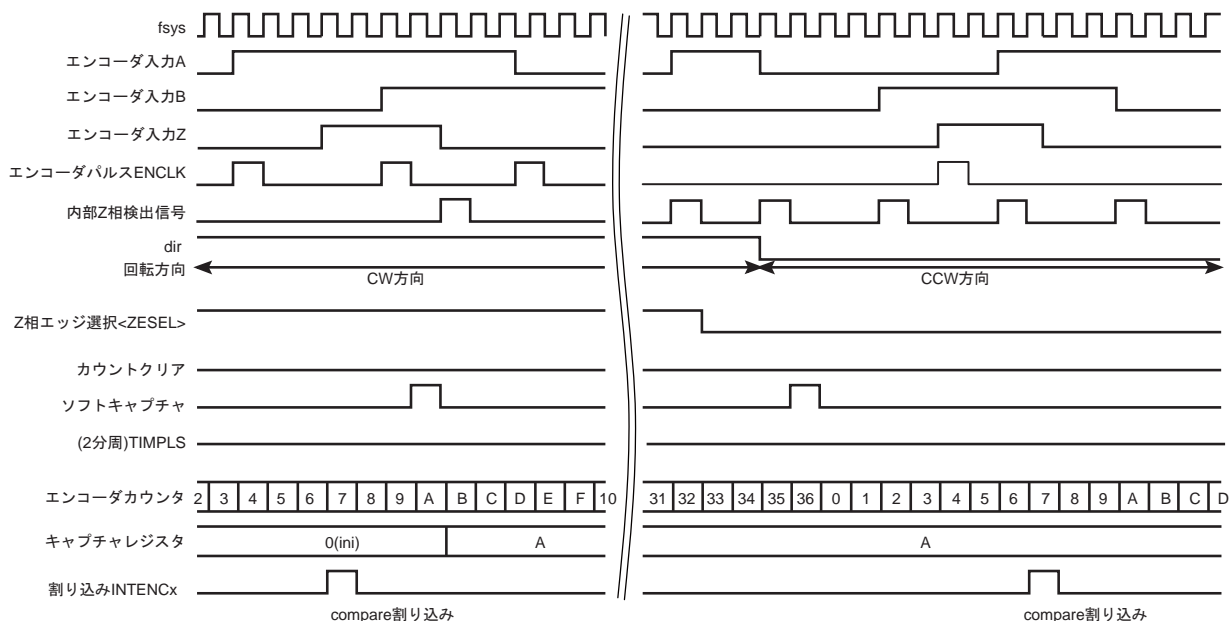 fsys
エンコーダ入力A
エンコーダ入力B
エンコーダ入力Z
エンコーダパルスENCLK
内部Z相検出信号
dir
回転方向
CW方向
CCW方向
Z相エッジ選択<ZESEL>
カウントクリア
ソフトキャプチャ
(2分周)TIMPLS
エンコーダカウンタ 2 3 4 5 6 7 8 9 A B C D E F 10 31 32 33 34 35 36 0 1 2 3 4 5 6 7 8 9 A B C D
キャプチャレジスタ 0(ini) A A
割り込みINTENCx
compare割り込み compare割り込み